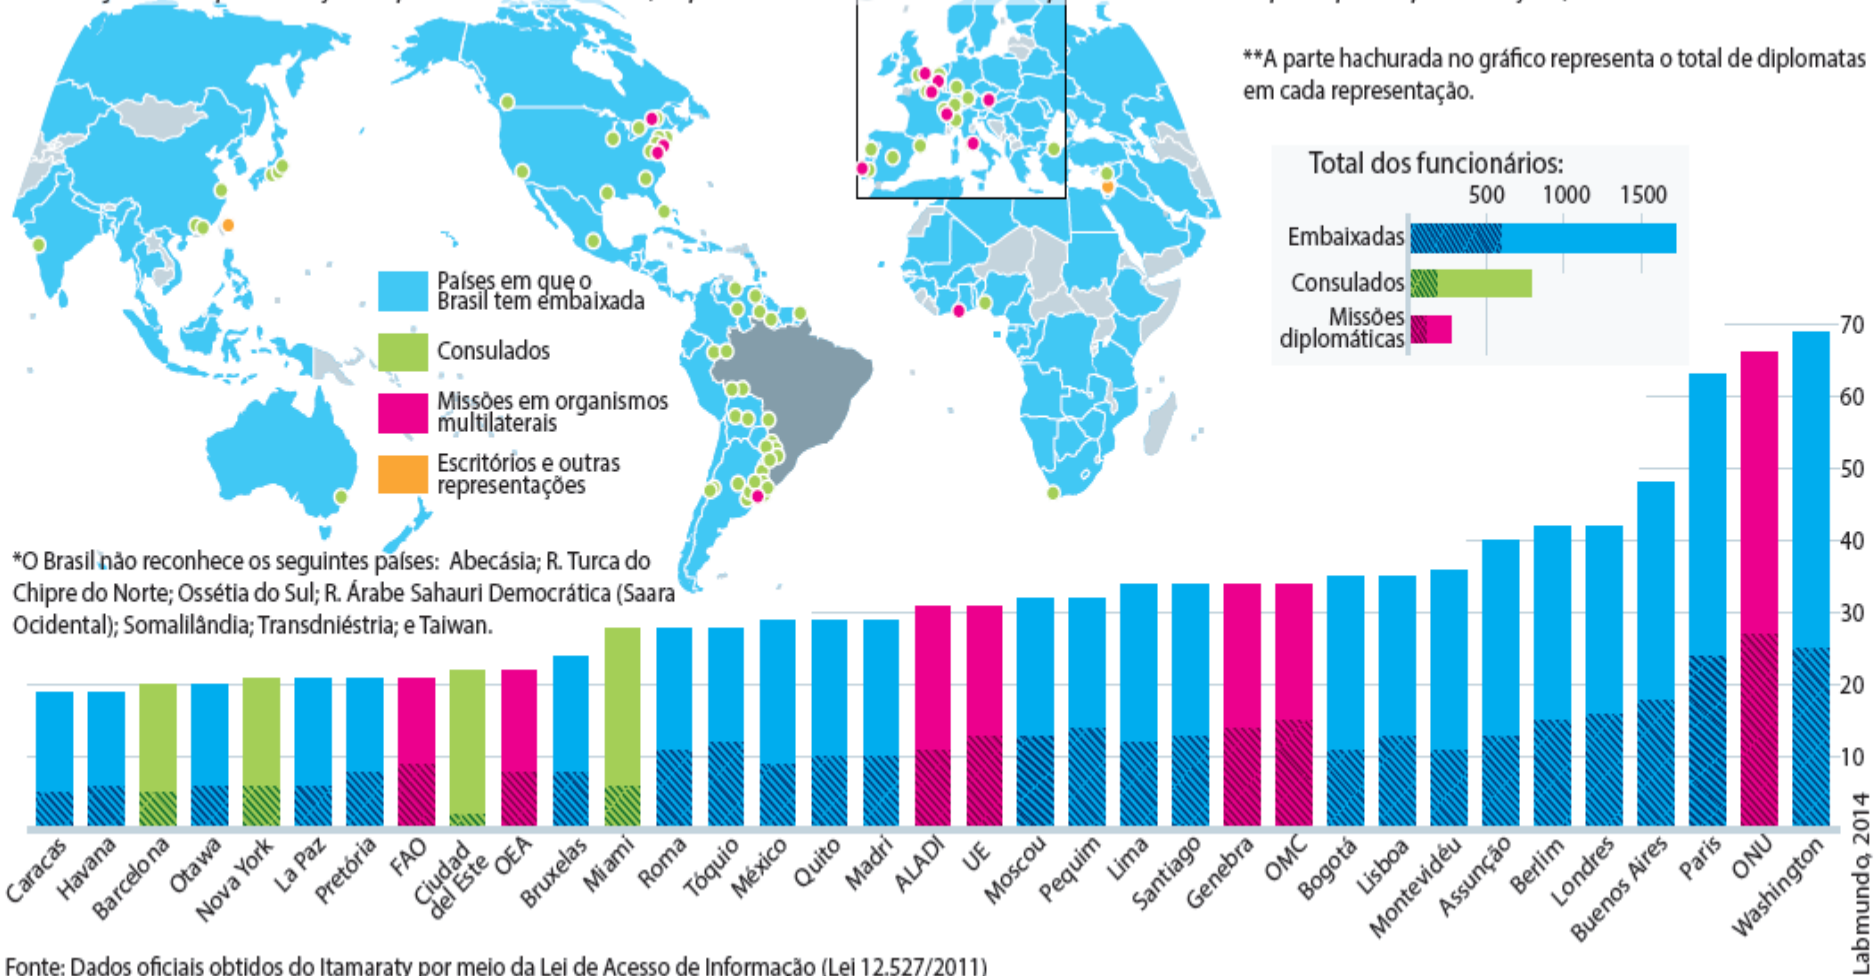 **A parte hachurada no gráfico representa o total de diplomatas
em cada representação.
Total dos funcionários:
500 1000 1500
Embaixadas
Consulados
Missões
diplomáticas
Países em que o
Brasil tem embaixada
Consulados
Missões em organismos
multilaterais
Escritórios e outras
representações
*O Brasil não reconhece os seguintes países: Abecásia; R. Turca do
Chipre do Norte; Ossétia do Sul; R. Árabe Sahauri Democrática (Saara
Ocidental); Somalilândia; Transdniéstria; e Taiwan.
70
60
50
40
30
20
10
Caracas
Havana
Barcelona
Otawa
Nova York
La Paz
Pretória
FAO
Ciudad
del Este
OEA
Bruxelas
Miami
Roma
Tóquio
México
Quito
Madri
ALADI
UE
Moscou
Pequim
Lima
Santiago
Genebra
OMC
Bogotá
Lisboa
Montevidéu
Assunção
Berlim
Londres
Buenos Aires
Paris
ONU
Washington
Labmundo, 2014
Fonte: Dados oficiais obtidos do Itamaraty por meio da Lei de Acesso de Informação (Lei 12.527/2011)